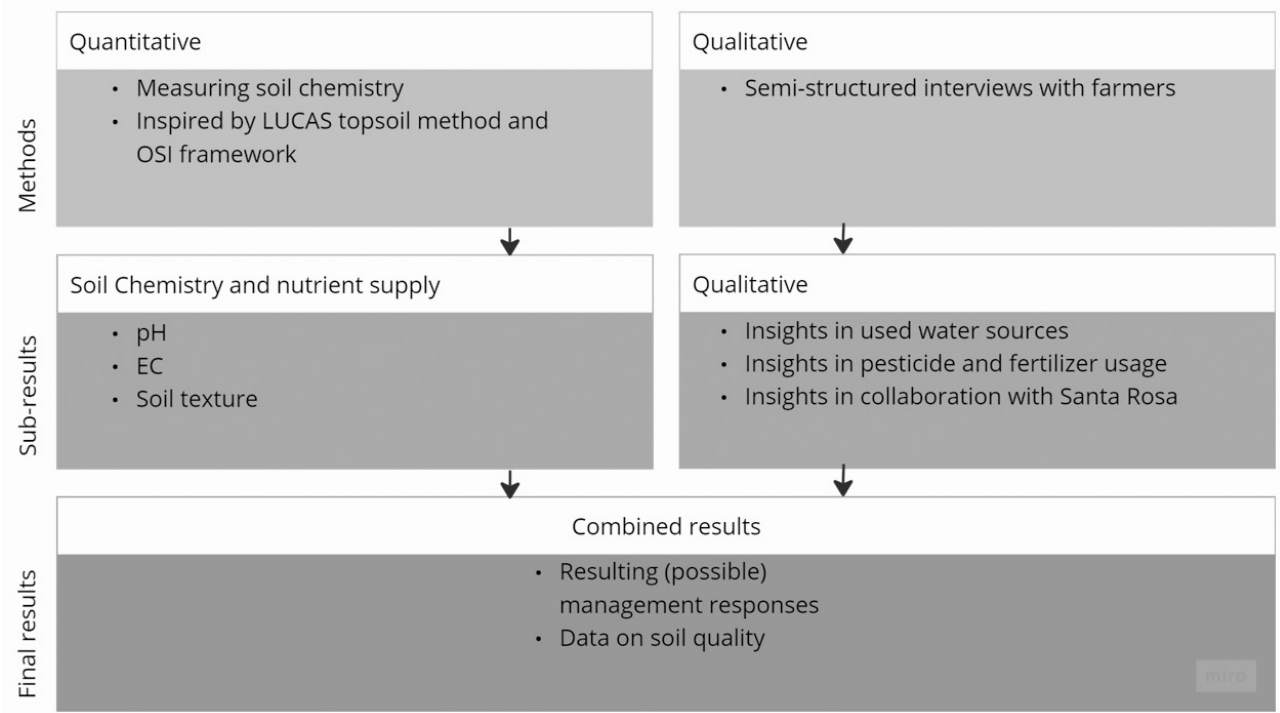 Quantitative
• Measuring soil chemistry
• Inspired by LUCAS topsoil method and
OSI framework
Qualitative
• Semi-structured interviews with farmers
Methods
Soil Chemistry and nutrient supply
• pH
• EC
• Soil texture
Qualitative
• Insights in used water sources
• Insights in pesticide and fertilizer usage
• Insights in collaboration with Santa Rosa
Sub-results
Combined results
• Resulting (possible)
management responses
• Data on soil quality
Final results
miro